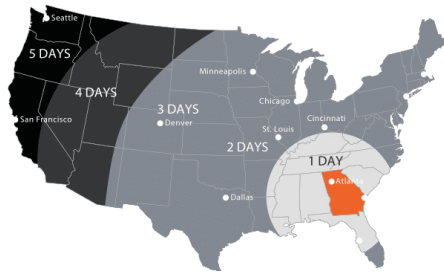 Seattle
5 DAYS
Minneapolis
4 DAYS
Chicago
3 DAYS
San Francisco
Denver
Cincinnati
St. Louis
2 DAYS
1 DAY
Atlanta
Dallas